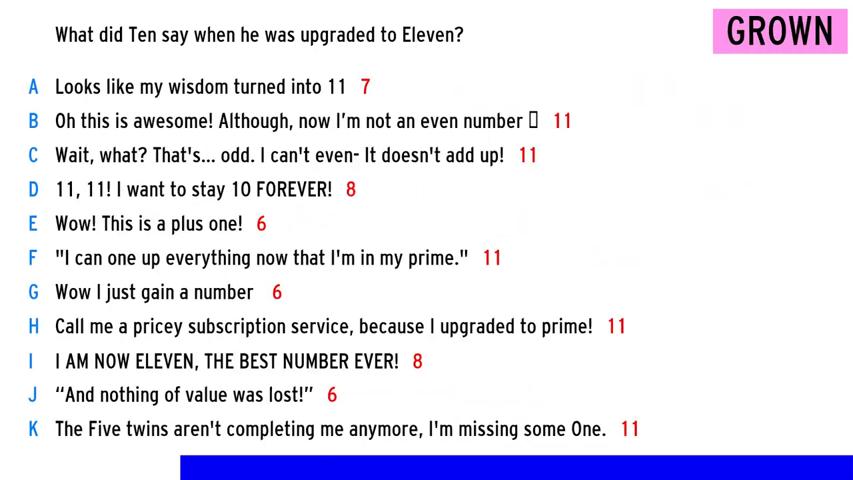 What did Ten say when he was upgraded to Eleven?
GROWN
A Looks like my wisdom turned into 11 7
B Oh this is awesome! Although, now I'm not an even number 11
C Wait, what? That's... odd. I can't even- It doesn't add up! 11
D 11, 11! I want to stay 10 FOREVER! 8
E Wow! This is a plus one! 6
F "I can one up everything now that I'm in my prime." 11
G Wow I just gain a number 6
H Call me a pricey subscription service, because I upgraded to prime! 11
I I AM NOW ELEVEN, THE BEST NUMBER EVER! 8
J “And nothing of value was lost!” 6
K The Five twins aren't completing me anymore, I'm missing some One. 11